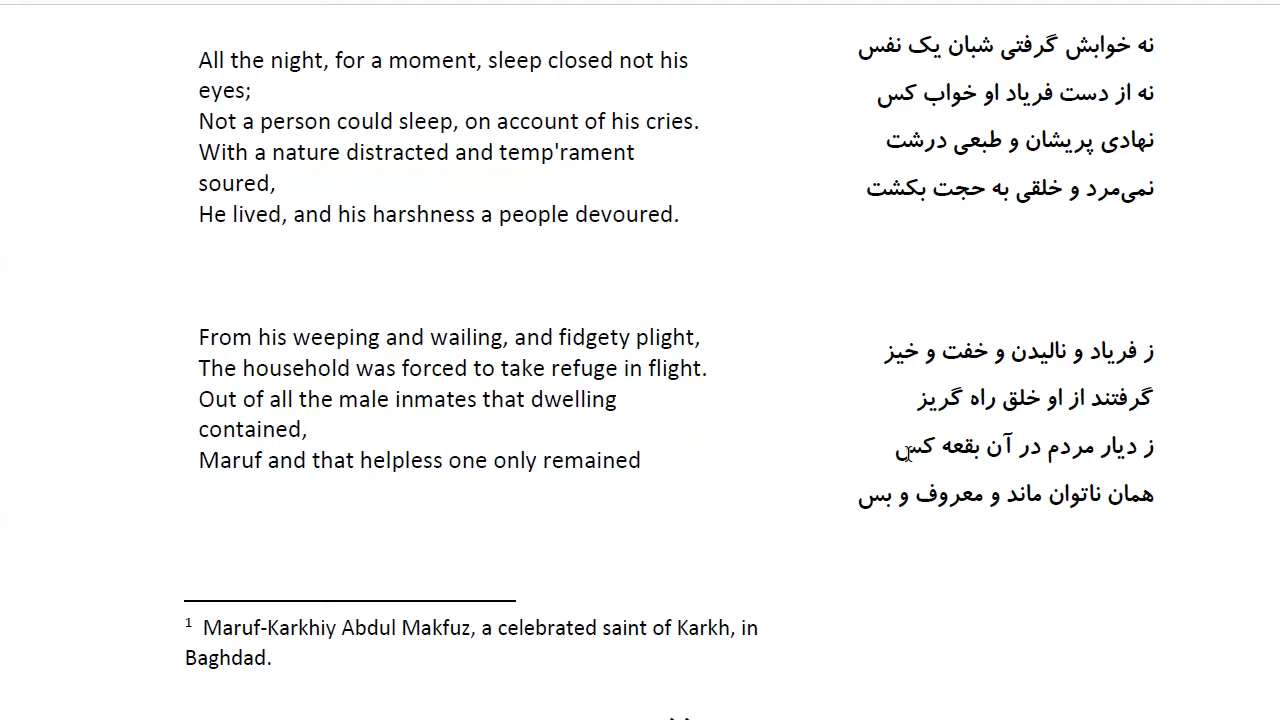 All the night, for a moment, sleep closed not his
eyes;
Not a person could sleep, on account of his cries.
With a nature distracted and temp'rament
soured,
He lived, and his harshness a people devoured.
نه خوابش گرفتی شبان یک نفس
نه از دست فریاد او خواب کس
نهادی پریشان و طبعی درشت
نمی‌مرد و خلقی به حجت بکشت
From his weeping and wailing, and fidgety plight,
The household was forced to take refuge in flight.
Out of all the male inmates that dwelling
contained,
Maruf and that helpless one only remained
ز فریاد و نالیدن و خفت و خیز
گرفتند از او خلق راه گریز
ز دیار مردم در آن بقعه کس
همان ناتوان ماند و معروف و بس
1 Maruf-Karkhiy Abdul Makfuz, a celebrated saint of Karkh, in
Baghdad.